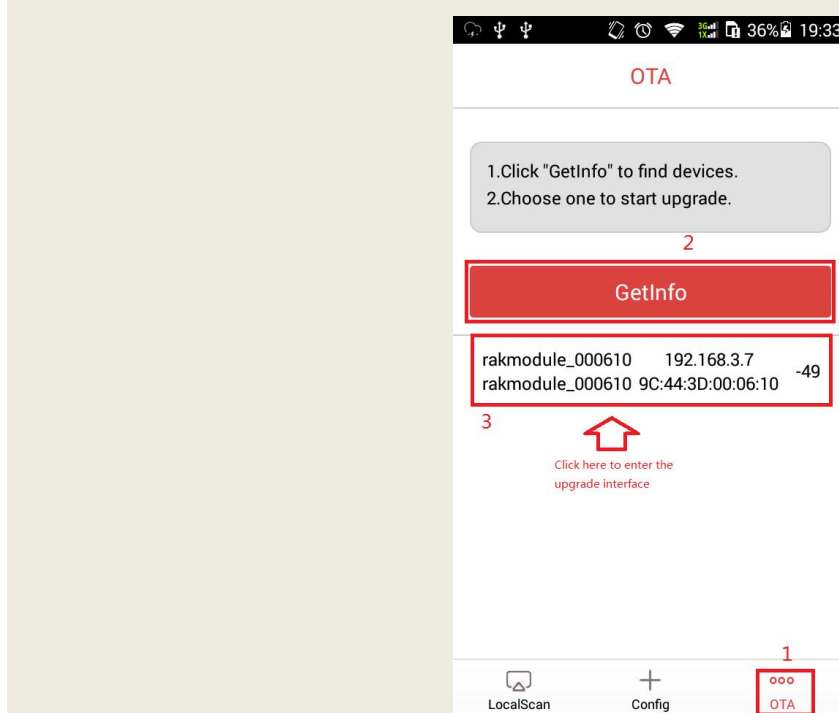 36% 19:33
OTA
1.Click "GetInfo" to find devices.
2.Choose one to start upgrade.
2
GetInfo
rakmodule_000610 192.168.3.7
-49
rakmodule_000610 9C:44:3D:00:06:10
3
Click here to enter the
upgrade interface
1
LocalScan Config OTA